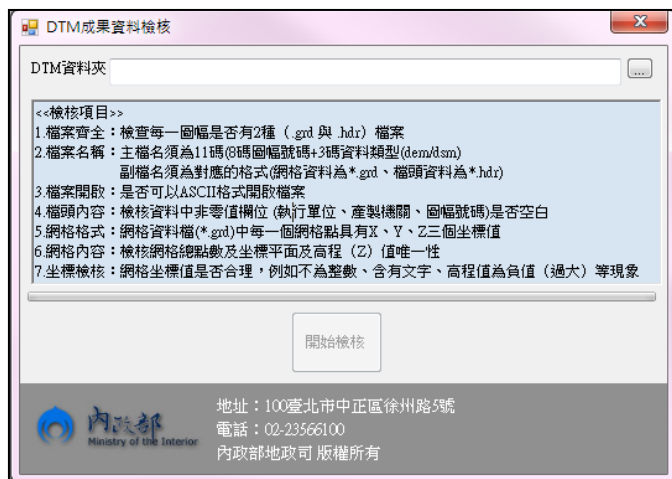 DTM成果資料檢核
DTM資料夾
...
<<檢核項目>>
1.檔案齊全：檢查每一圖幅是否有2種（.grd 與 .hdr）檔案
2.檔案名稱：主檔名須為11碼(8碼圖幅號碼+3碼資料類型(dem/dsm)
副檔名須為對應的格式(網格資料為*.grd、檔頭資料為*.hdr)
3.檔案開啟：是否可以ASCII格式開啟檔案
4.檔頭內容：檢核資料中非零值欄位 (執行單位、產製機關、圖幅號碼)是否空白
5.網格格式：網格資料檔(*.grd)中每一個網格點具有X、Y、Z三個坐標值
6.網格內容：檢核網格總點數及坐標平面及高程（Z）值唯一性
7.坐標檢核：網格坐標值是否合理，例如不為整數、含有文字、高程值為負值（過大）等現象
開始檢核
內政部
Ministry of the Interior
地址：100臺北市中正區徐州路5號
電話：02-23566100
內政部地政司 版權所有